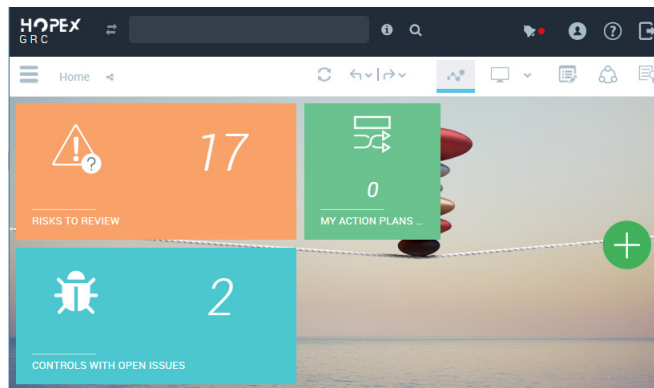 HOPEX
GRC
Home
17
RISKS TO REVIEW
0
MY ACTION PLANS ...
2
CONTROLS WITH OPEN ISSUES